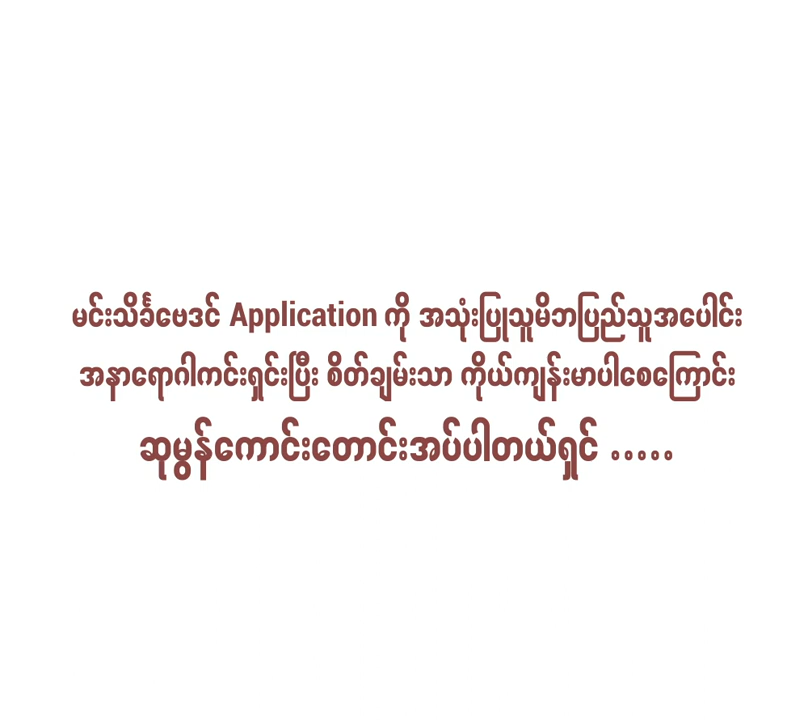 မင်းသိင်္ခဗေဒင် Application ကို အသုံးပြုသူမိဘပြည်သူအပေါင်း
အနာရောဂါကင်းရှင်းပြီး စိတ်ချမ်းသာ ကိုယ်ကျန်းမာပါစေကြောင်း
ဆုမွန်ကောင်းတောင်းအပ်ပါတယ်ရှင် .....